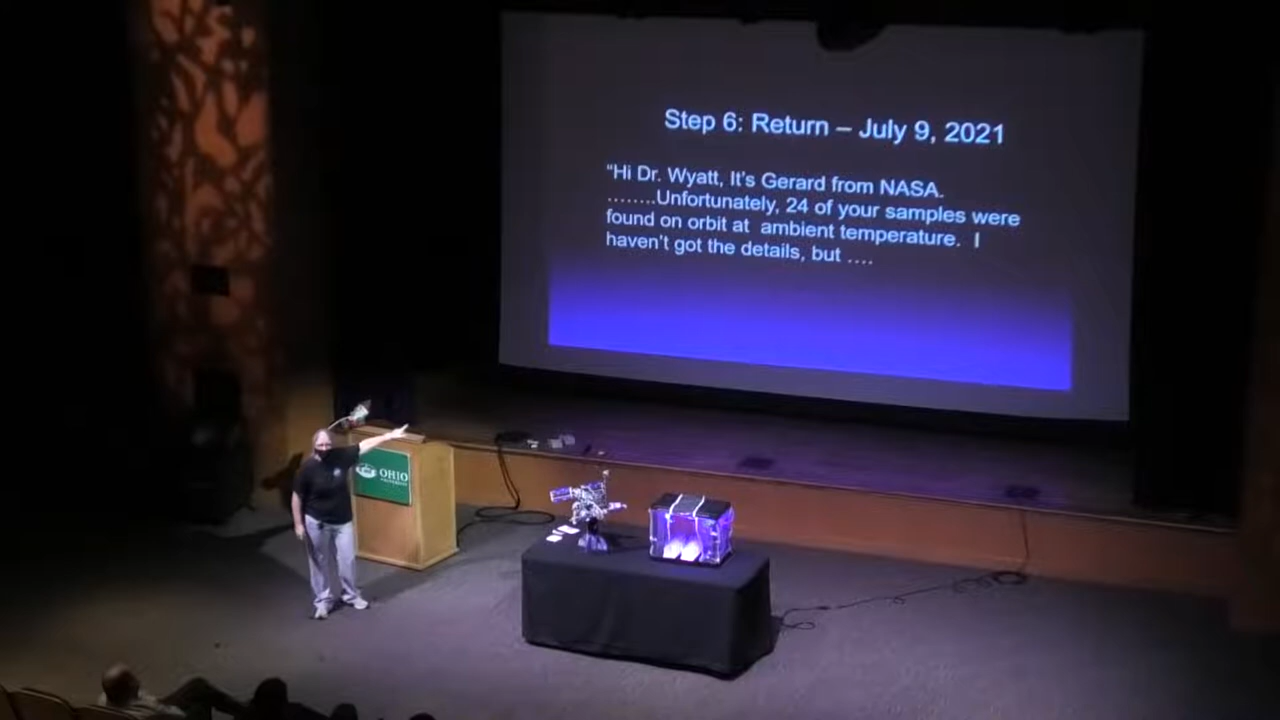 Step 6: Return – July 9, 2021
“Hi Dr. Wyatt, It's Gerard from NASA.
........Unfortunately, 24 of your samples were
found on orbit at ambient temperature. I
haven't got the details, but ....
OHIO
UNIVERSITY